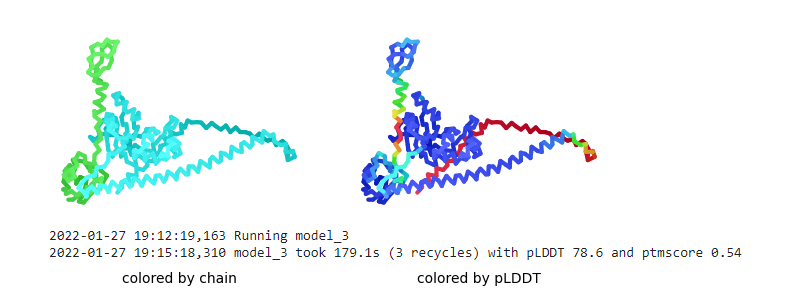 2022-01-27 19:12:19,163 Running model_3
2022-01-27 19:15:18,310 model_3 took 179.1s (3 recycles) with pLDDT 78.6 and ptmscore 0.54
colored by chain
colored by pLDDT